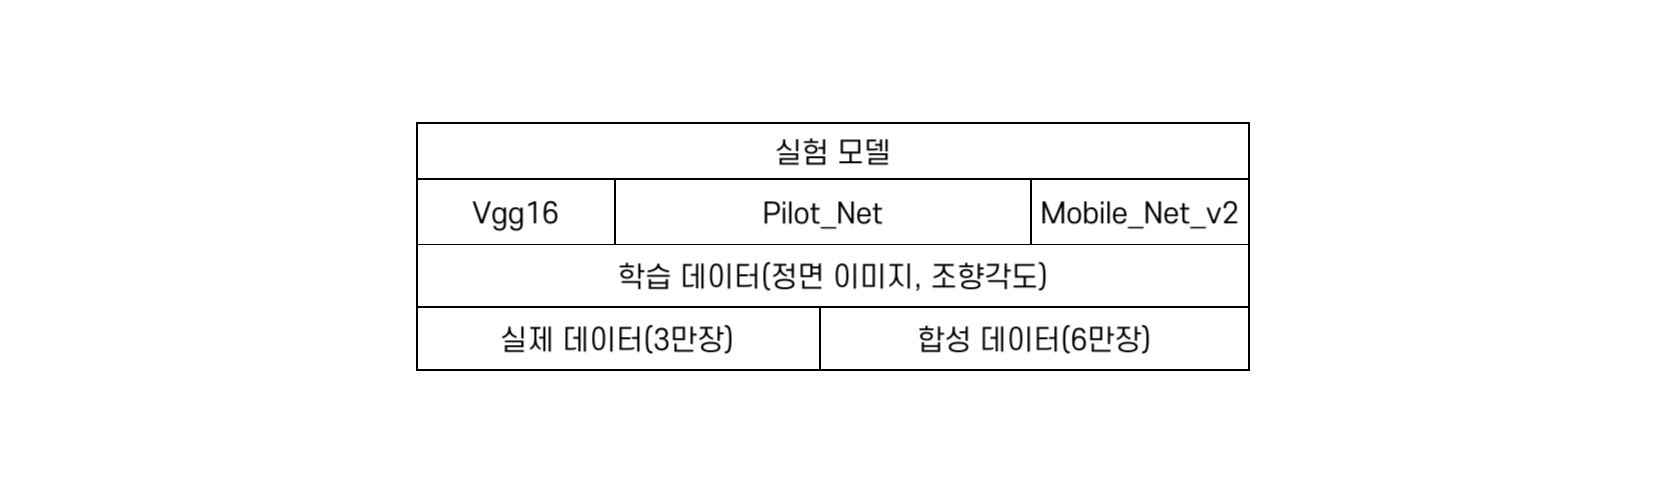 실험 모델
Vgg16 Pilot_Net Mobile_Net_v2
학습 데이터(정면 이미지, 조향각도)
실제 데이터(3만장) 합성 데이터(6만장)